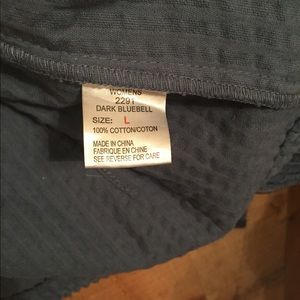 WOMENS
2291
DARK BLUEBELL
SIZE: L
100% COTTON/COTON
MADE IN CHINA
FABRIQUE EN CHINE
SEE REVERSE FOR CARE